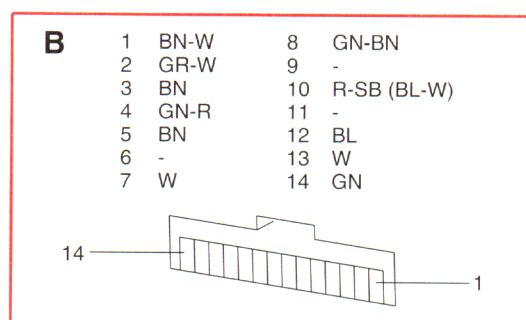 B
1 BN-W 8 GN-BN
2 GR-W 9 -
3 BN 10 R-SB (BL-W)
4 GN-R 11 -
5 BN 12 BL
6 - 13 W
7 W 14 GN
14 1